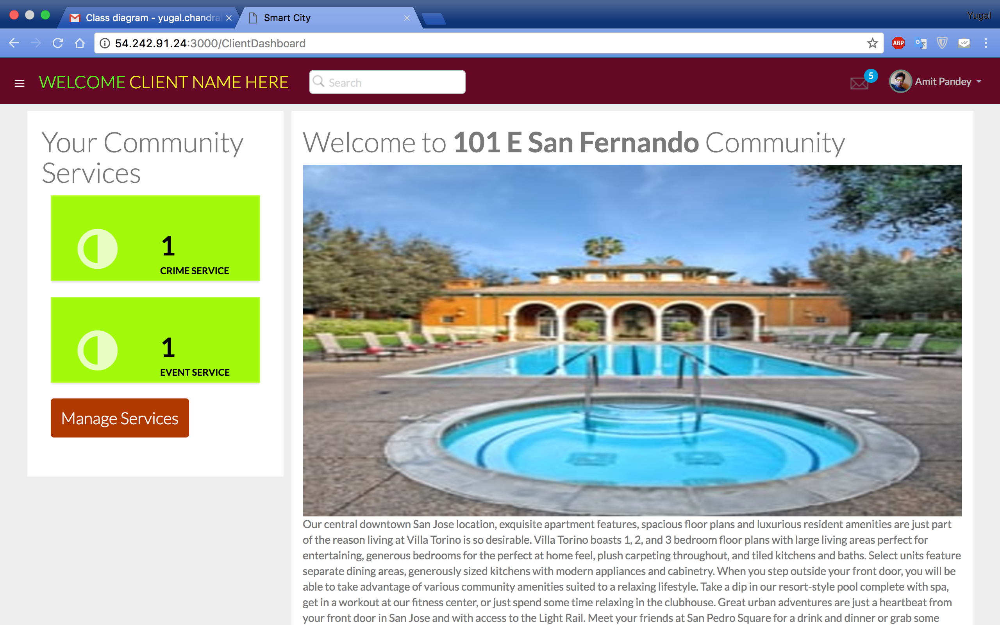 Class diagram - yugal.chandra
Smart City
Yugal
54.242.91.24:3000/ClientDashboard
ABP
WELCOME CLIENT NAME HERE
Search
5
Amit Pandey
Your Community
Services
1
CRIME SERVICE
1
EVENT SERVICE
Manage Services
Welcome to 101 E San Fernando Community
Our central downtown San Jose location, exquisite apartment features, spacious floor plans and luxurious resident amenities are just part
of the reason living at Villa Torino is so desirable. Villa Torino boasts 1, 2, and 3 bedroom floor plans with large living areas perfect for
entertaining, generous bedrooms for the perfect at home feel, plush carpeting throughout, and tiled kitchens and baths. Select units feature
separate dining areas, generously sized kitchens with modern appliances and cabinetry. When you step outside your front door, you will be
able to take advantage of various community amenities suited to a relaxing lifestyle. Take a dip in our resort-style pool complete with spa,
get in a workout at our fitness center, or just spend some time relaxing in the clubhouse. Great urban adventures are just a heartbeat from
your front door in San Jose and with access to the Light Rail. Meet your friends at San Pedro Square for a drink and dinner or grab some